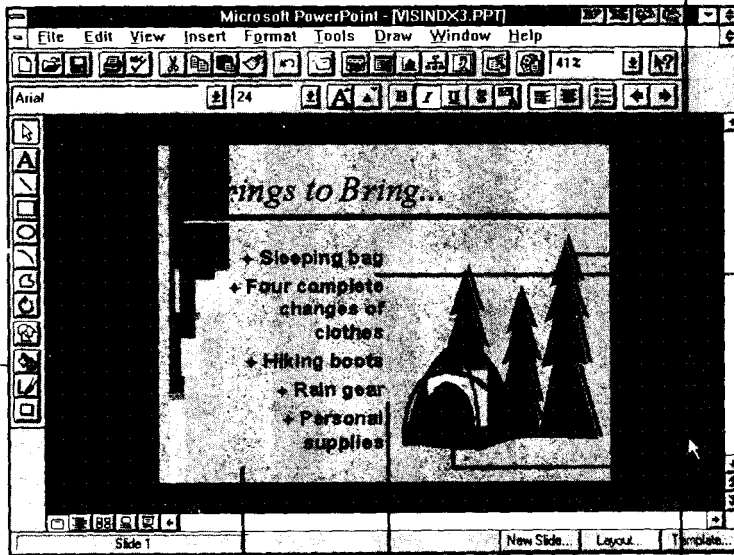 Microsoft PowerPoint - [VISINDX3.PPT]
File Edit View Insert Format Tools Draw Window Help
41%
Arial 24
Things to Bring...
Sleeping bag
Four complete
changes of
clothes
Hiking boots
Rain gear
Personal
supplies
Slide 1 New Slide... Layout... Template...